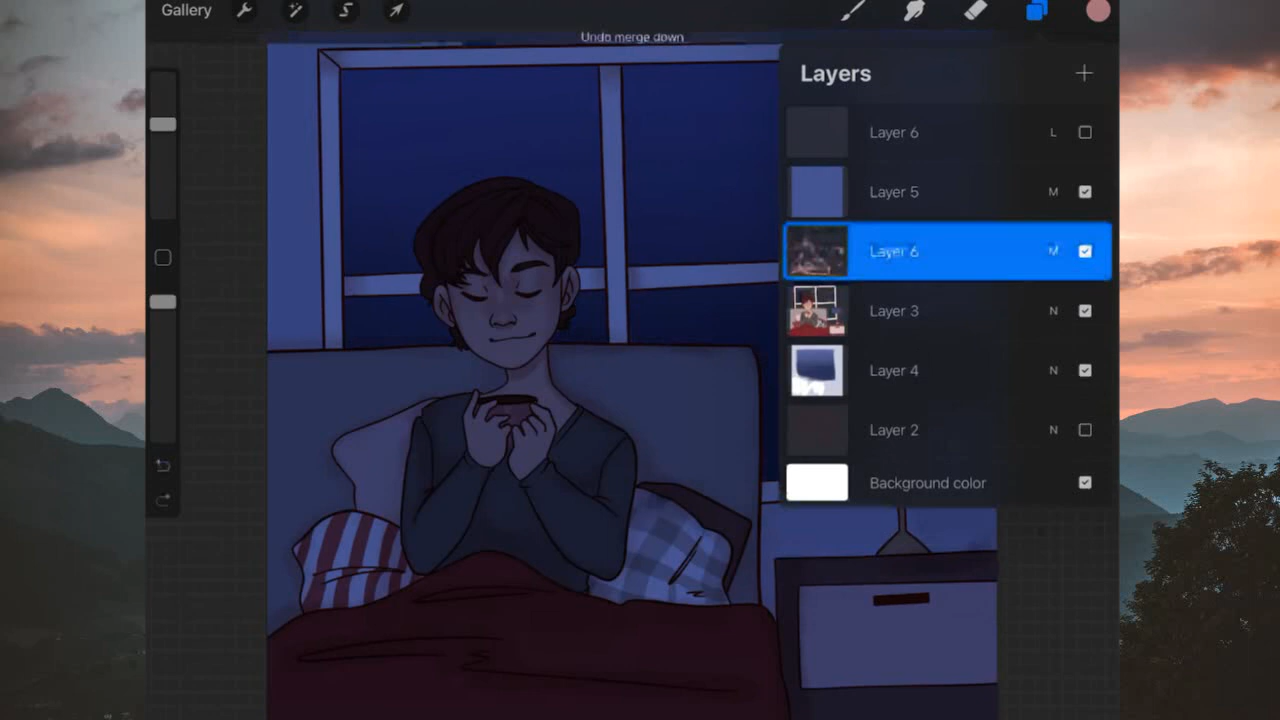 Gallery
Undo merge down
Layers
Layer 6 L
Layer 5 M
Layer 6 M
Layer 3 N
Layer 4 N
Layer 2 N
Background color